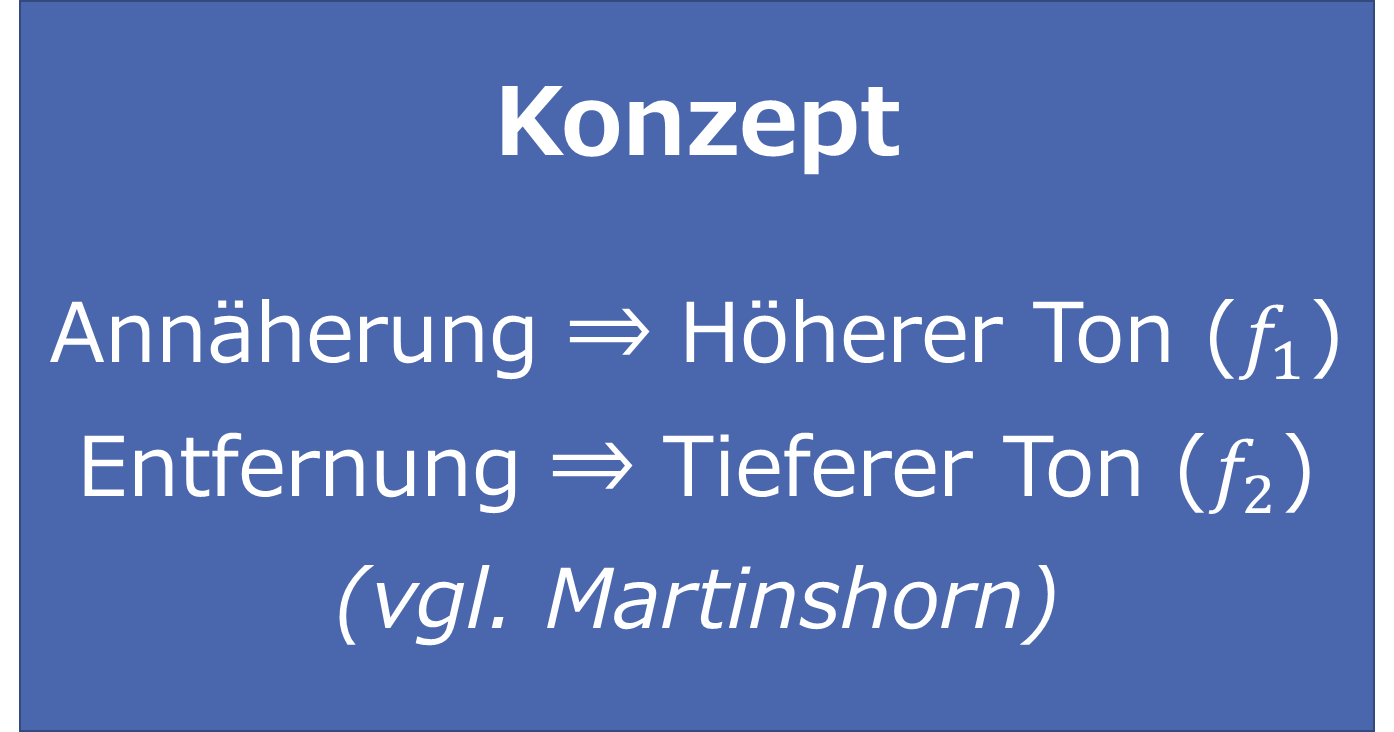 Konzept
Annäherung ⇒ Höherer Ton (f₁)
Entfernung ⇒ Tieferer Ton (f₂)
(vgl. Martinshorn)